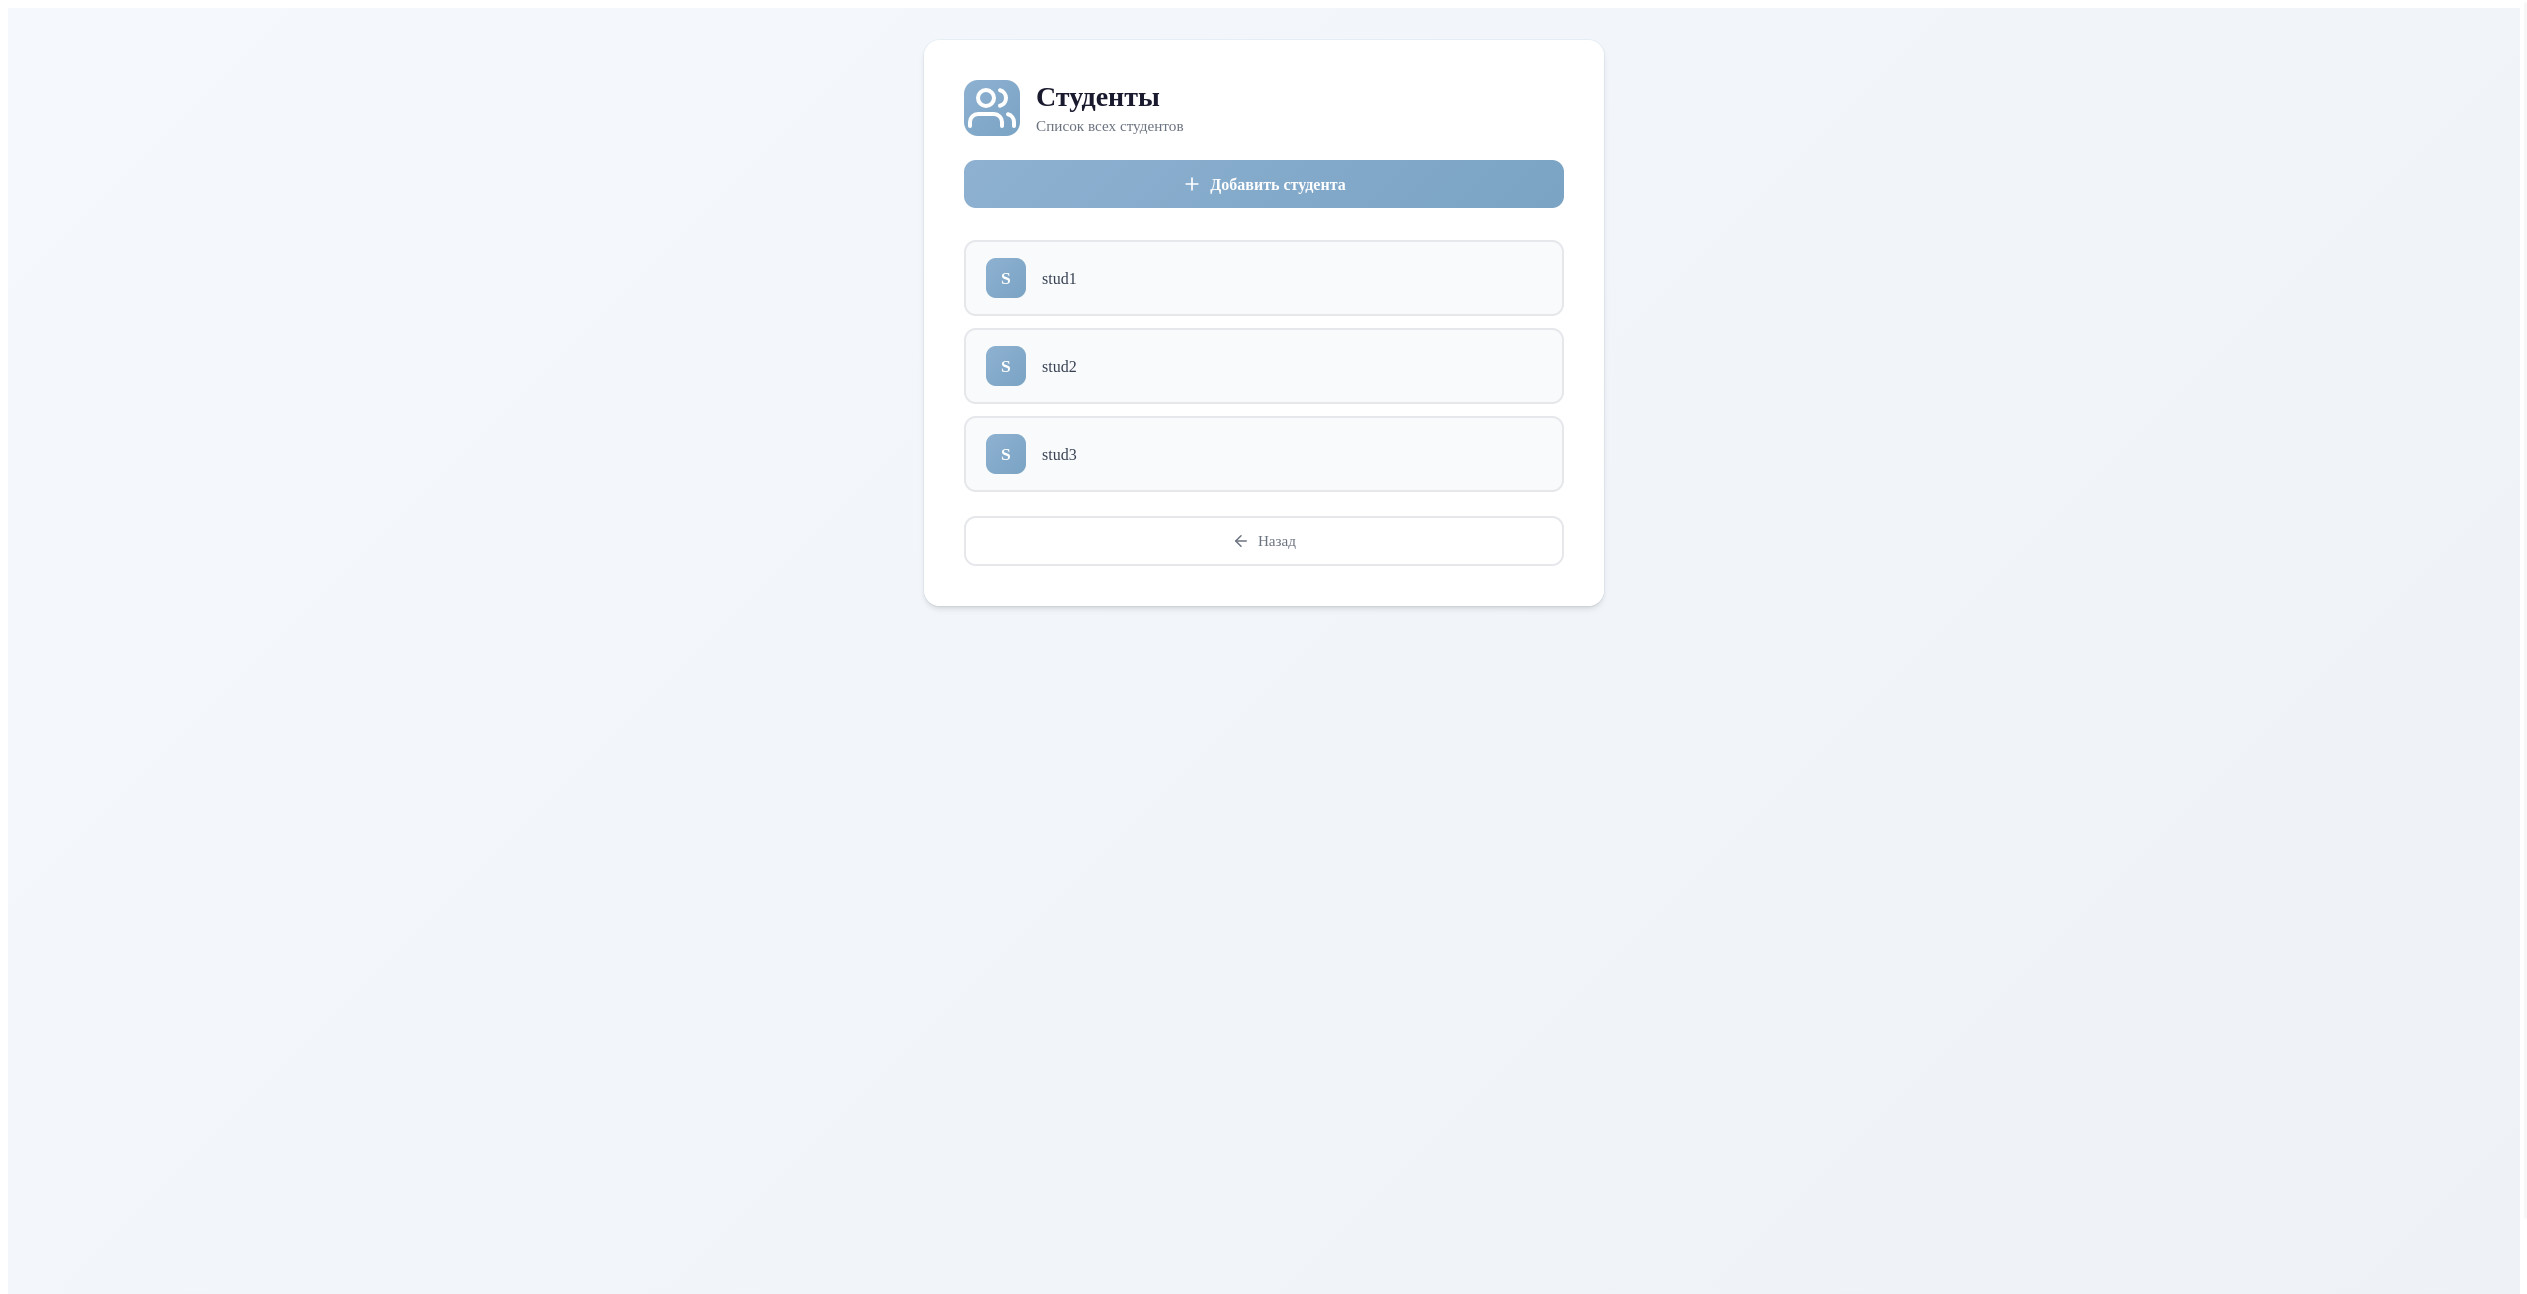 Студенты
Список всех студентов
Добавить студента
S stud1
S stud2
S stud3
Назад